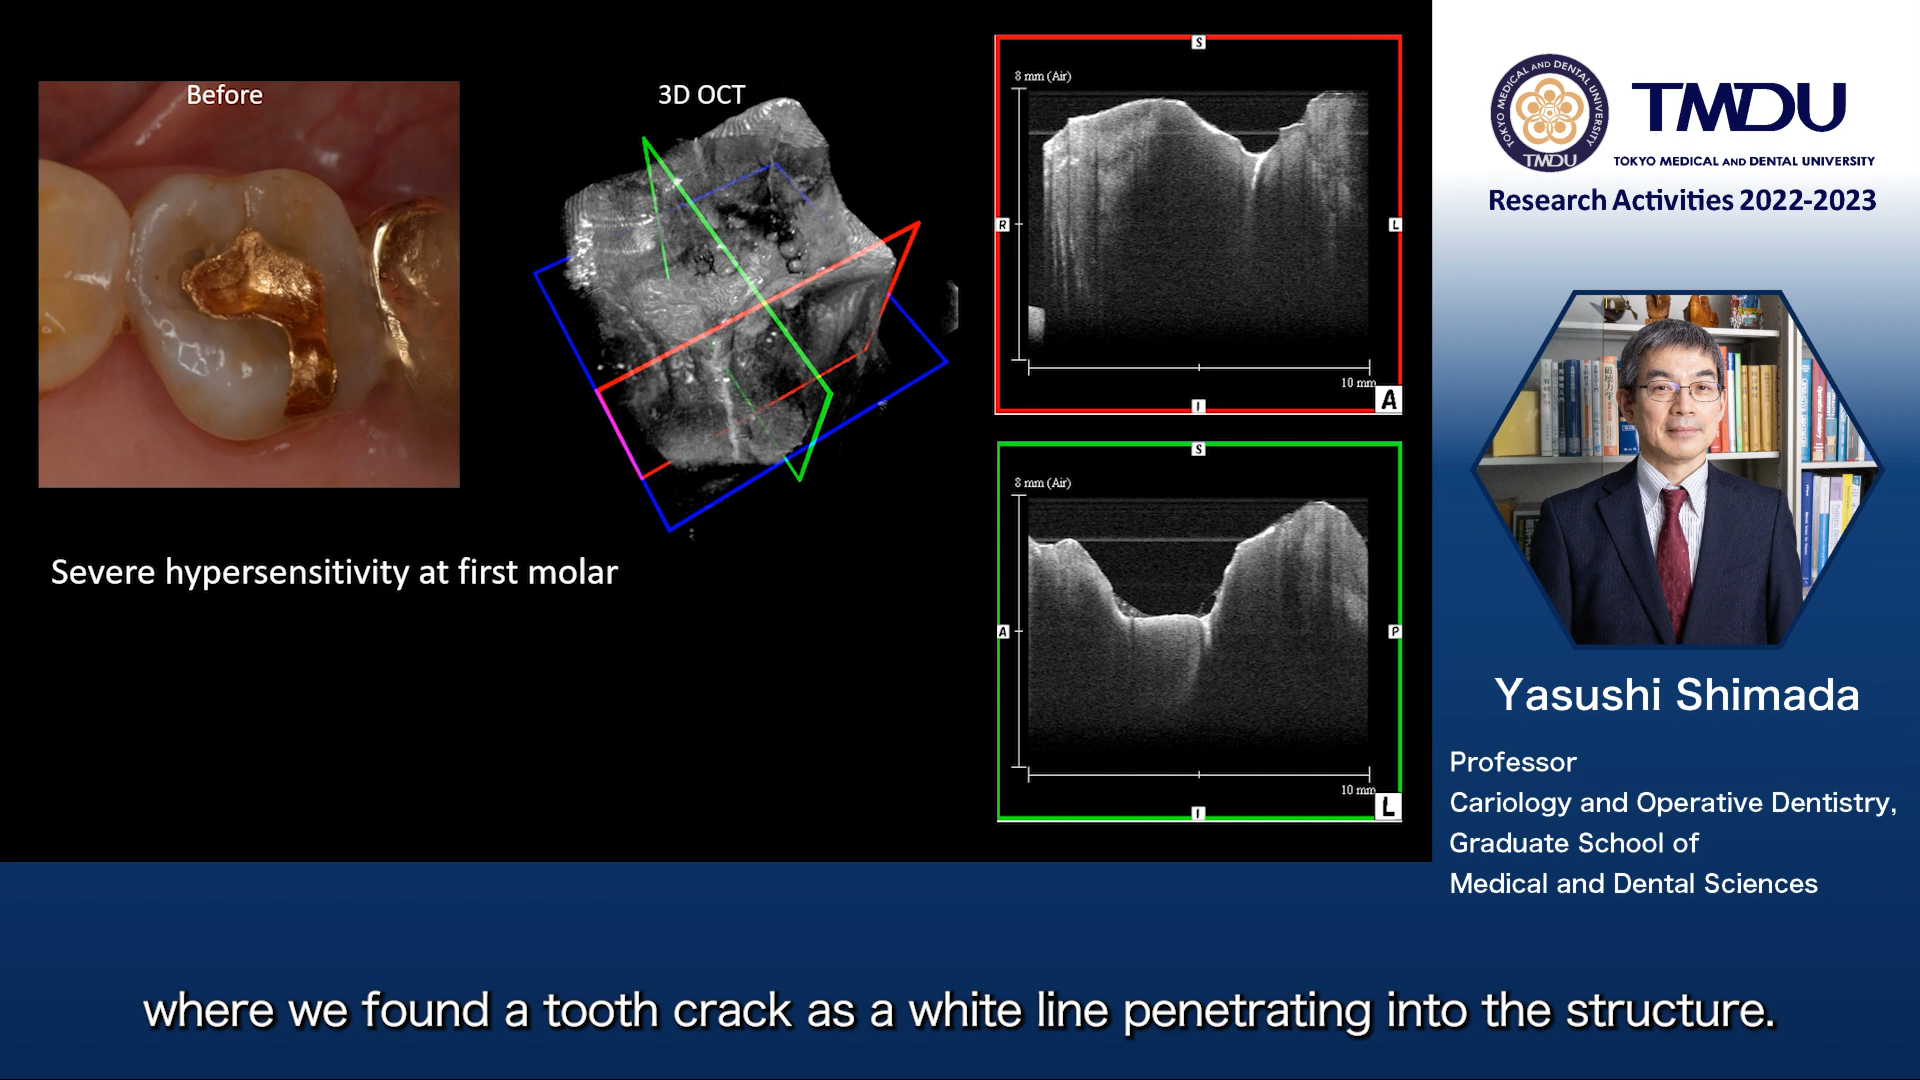 Before
3D OCT
Severe hypersensitivity at first molar
S
8 mm (Air)
R
L
10 mm
I
A
S
8 mm (Air)
A
P
10 mm
I
L
TOKYO MEDICAL AND DENTAL UNIVERSITY
TMDU
TMDU
TOKYO MEDICAL AND DENTAL UNIVERSITY
Research Activities 2022-2023
Yasushi Shimada
Professor
Cariology and Operative Dentistry,
Graduate School of
Medical and Dental Sciences
where we found a tooth crack as a white line penetrating into the structure.